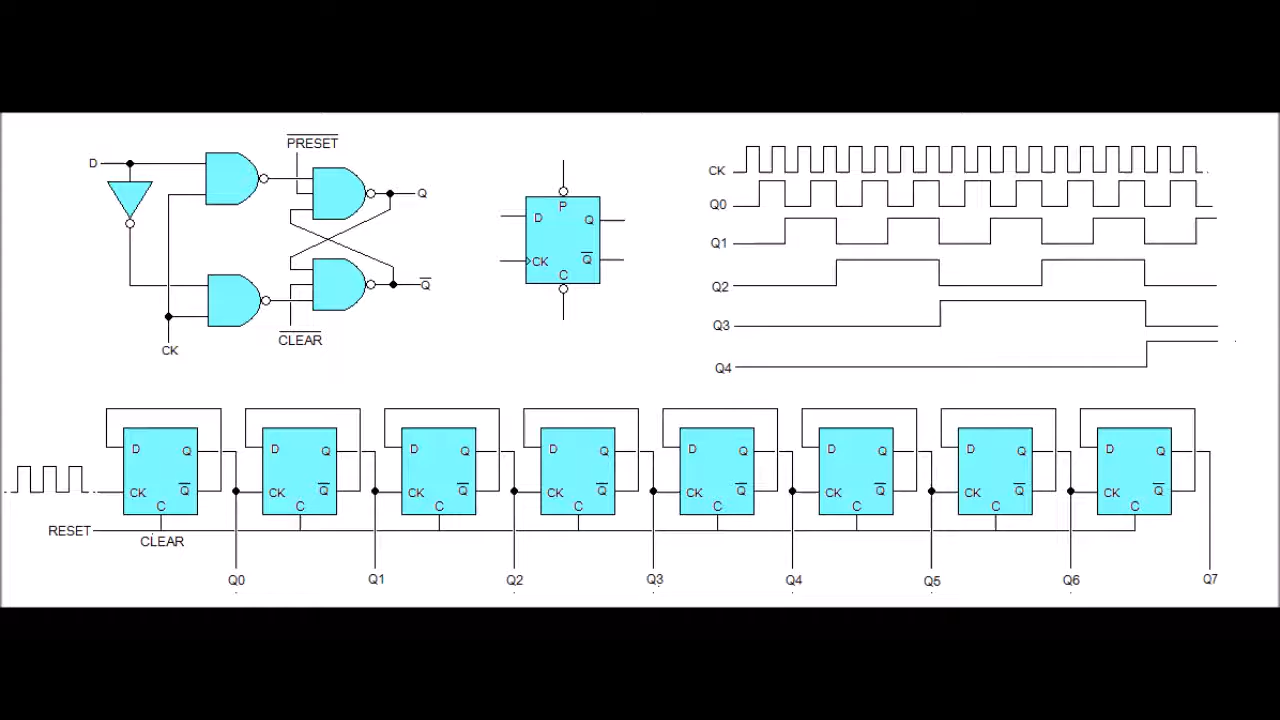 D
PRESET
Q
Q̅
CLEAR
CK
P
D
Q
CK
Q̅
C
CK
Q0
Q1
Q2
Q3
Q4
D Q D Q D Q D Q D Q D Q D Q D Q
CK Q̅ CK Q̅ CK Q̅ CK Q̅ CK Q̅ CK Q̅ CK Q̅ CK Q̅
C C C C C C C C
RESET
CLEAR
Q0 Q1 Q2 Q3 Q4 Q5 Q6 Q7